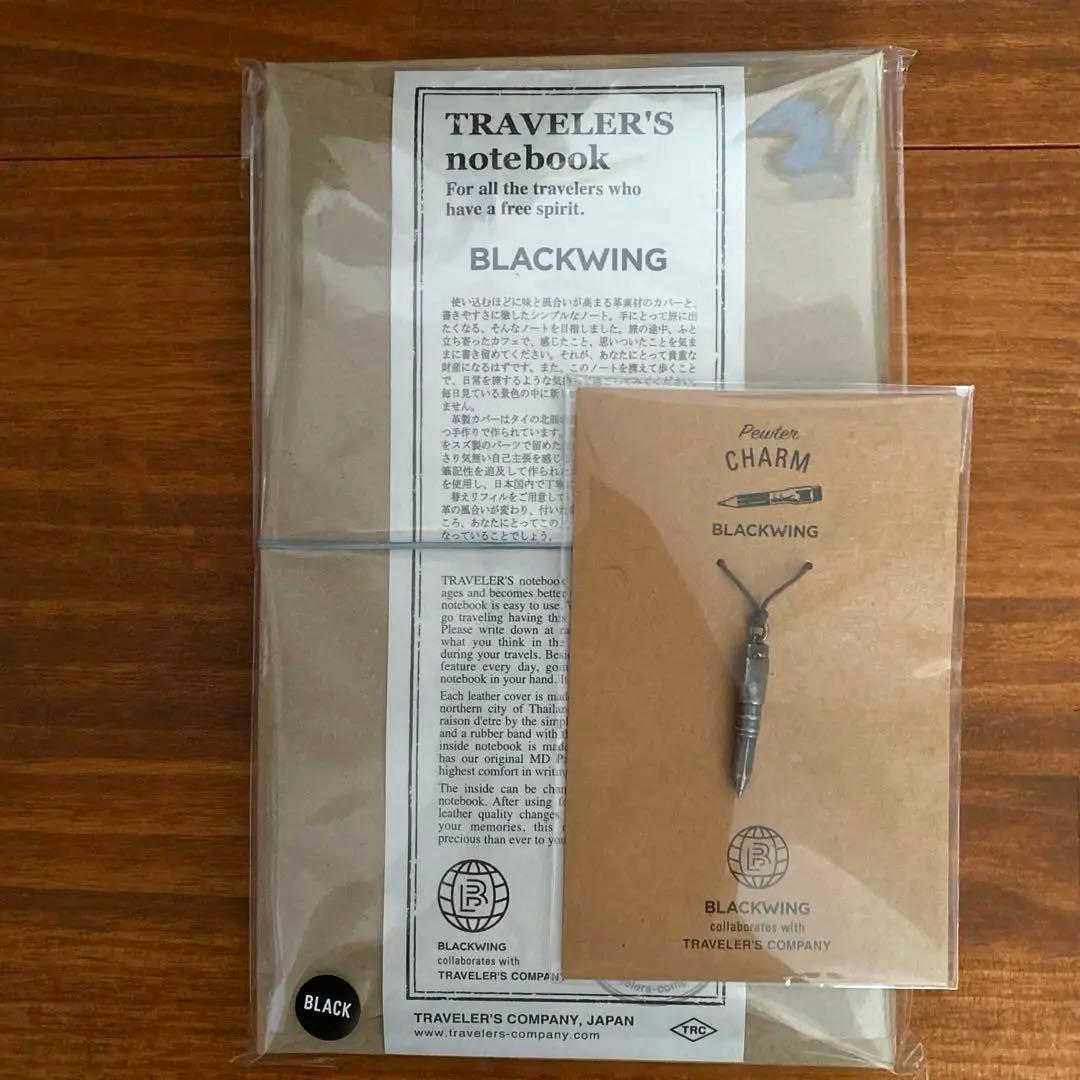 TRAVELER'S
notebook
For all the travelers who
have a free spirit.
BLACKWING
使い込むほどに味と風合いが高まる革素材のカバーと、
書きやすさに徹したシンプルなノート。手にとって旅に出
たくなる、そんなノートを目指しました。旅の途中、ふと
立ち寄ったカフェで、感じたこと、思いついたことを気ま
まに書き留めてください。それが、あなたにとって貴重な
財産になるはずです。また、このノートを携えて歩くこと
で、日常を旅するような気持
毎日見ている景色の中に新し
ません。
革製カバーはタイの北部の
つ手作りで作られています。
をスズ製のパーツで留めた
さり気無い自己主張を感じ
筆記性を追及して作られた
を使用し、日本国内で丁寧に
替えリフィルをご用意して
革の風合いが変わり、付いた
ころ、あなたにとってこのノ
なっていることでしょう。
TRAVELER'S notebook
ages and becomes better
notebook is easy to use.
go traveling having this
Please write down at
what you think in the
during your travels.
feature every day,
notebook in your hand.
Each leather cover is made
northern city of Thailand
raison d'etre by the
and a rubber band with
inside notebook is made
has our original MD
highest comfort in
The inside can be
notebook. After using
leather quality changes
your memories, this
precious than ever to you
BLACKWING
collaborates with
TRAVELER'S COMPANY
BLACK
TRAVELER'S COMPANY, JAPAN
www.travelers-company.com
TRC
Pewter
CHARM
BLACKWING
BLACKWING
collaborates with
TRAVELER'S COMPANY